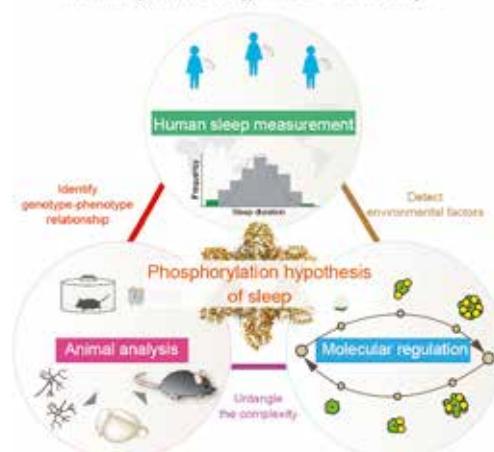 Human sleep measurement
Frequency
Sleep duration
Identify
genotype-phenotype
relationship
Detect
environmental factors
Phosphorylation hypothesis
of sleep
Animal analysis
Molecular regulation
Untangle
the complexity